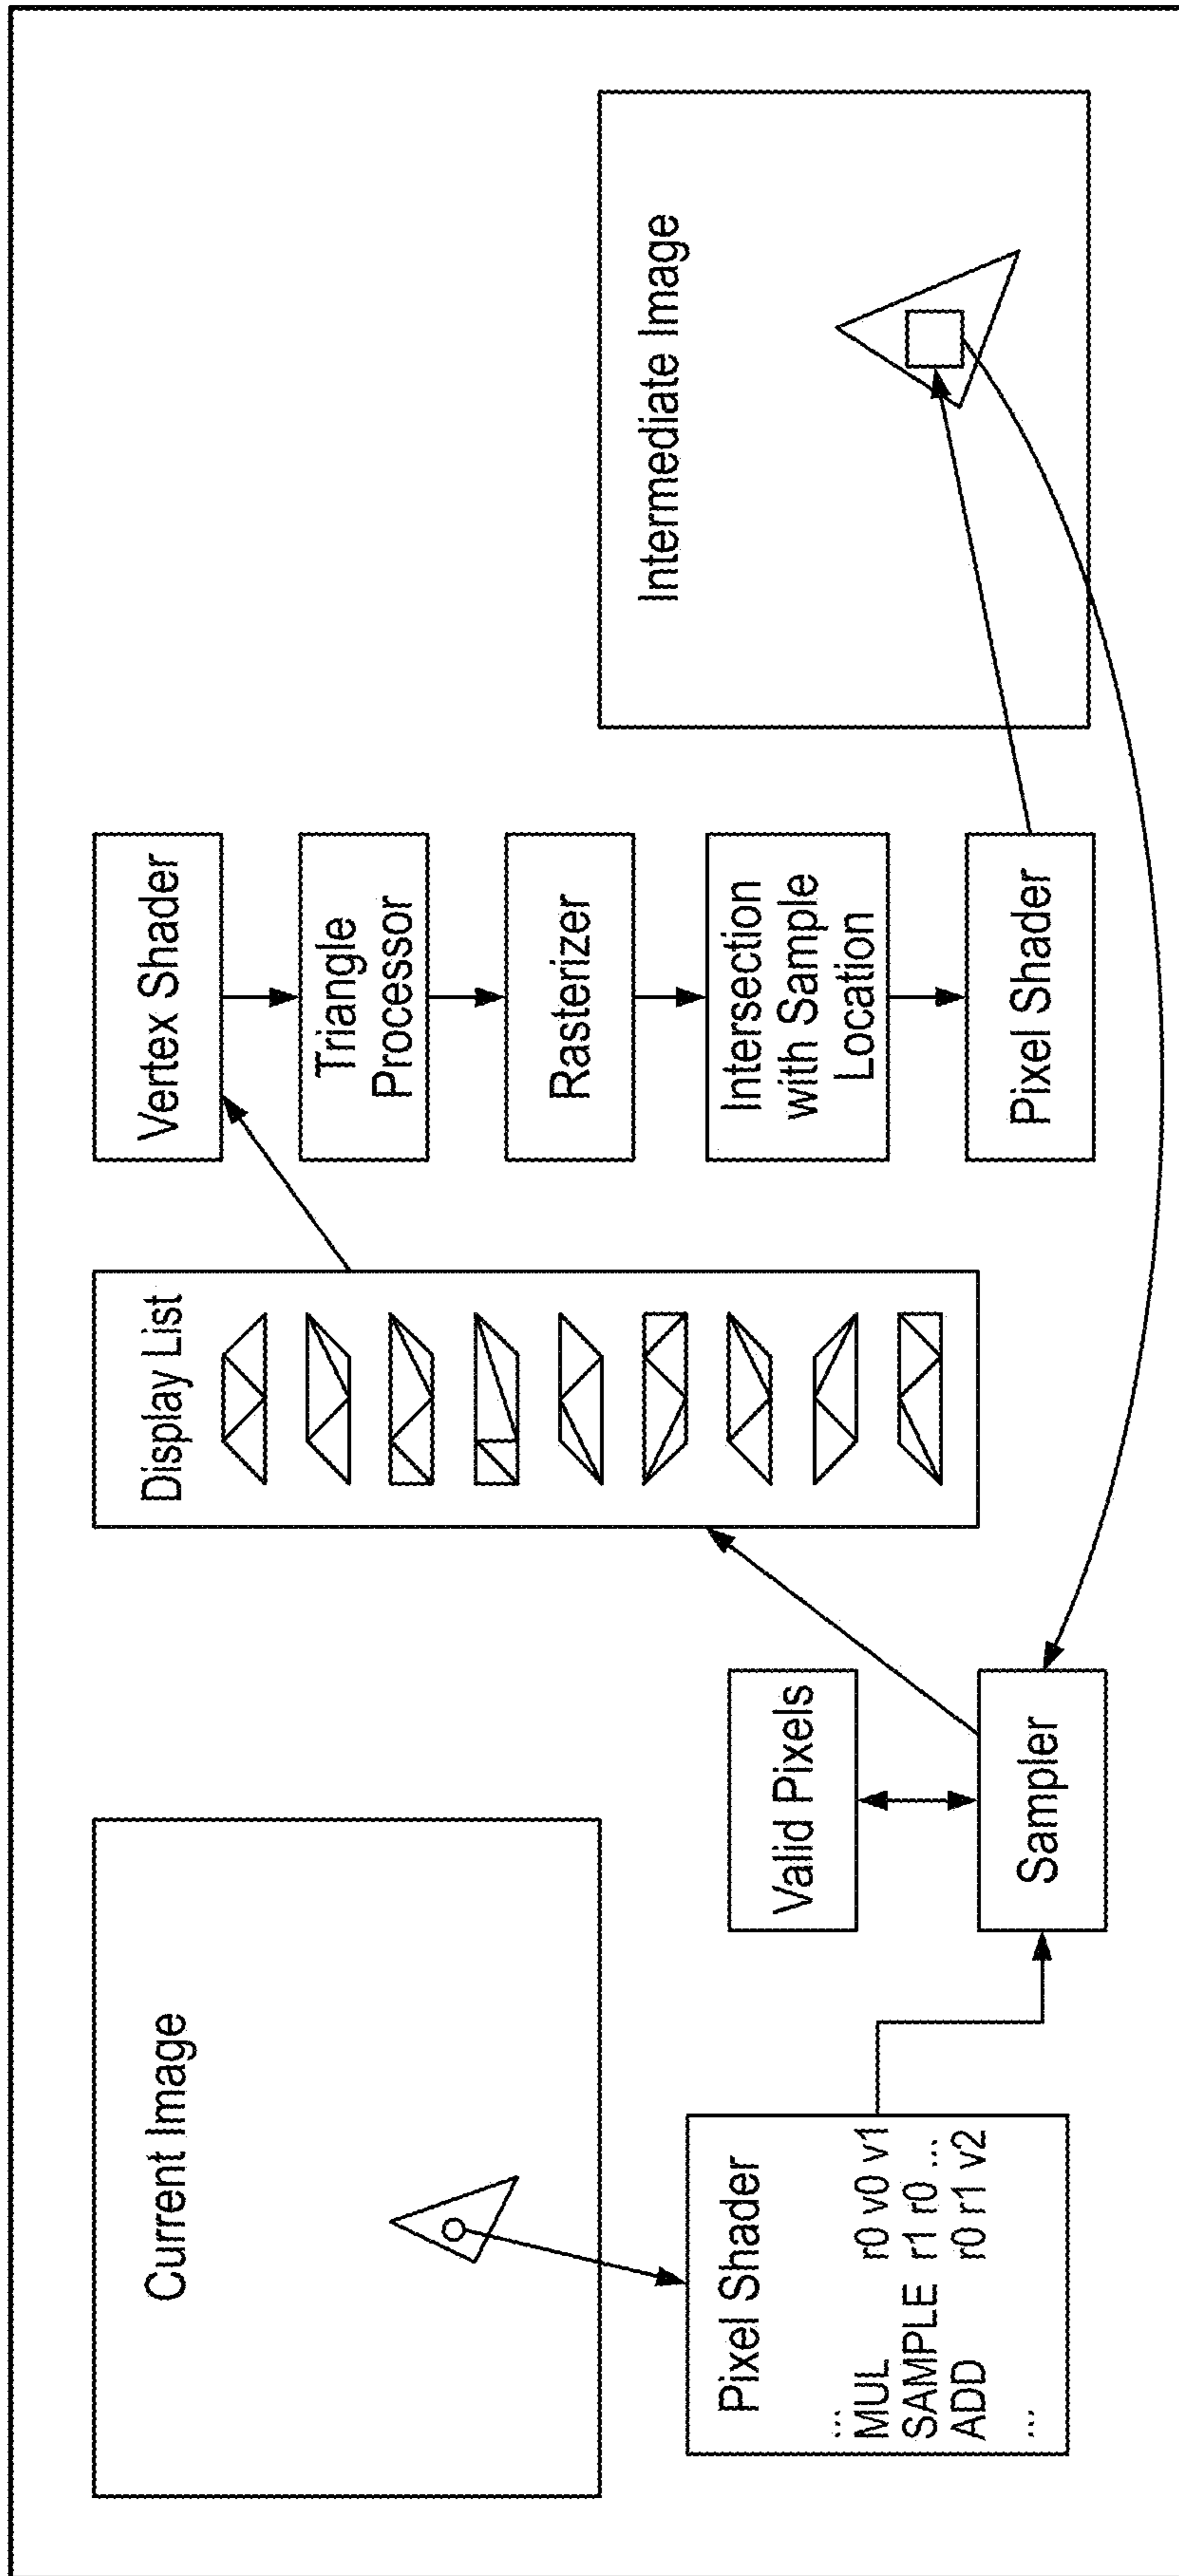 Current Image
Pixel Shader
...
MUL r0 v0 v1
SAMPLE r1 r0 ...
ADD r0 r1 v2
...
Valid Pixels
Sampler
Display List
Vertex Shader
Triangle
Processor
Rasterizer
Intersection
with Sample
Location
Pixel Shader
Intermediate Image